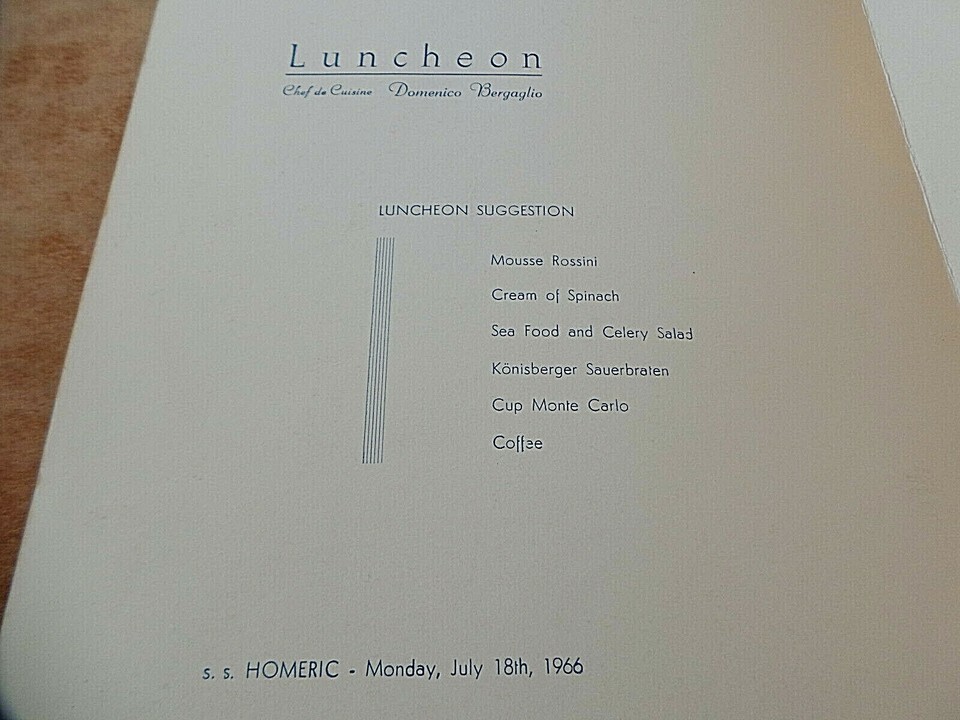 Luncheon
Chef de Cuisine Domenico Bergaglio
LUNCHEON SUGGESTION
Mousse Rossini
Cream of Spinach
Sea Food and Celery Salad
Könisberger Sauerbraten
Cup Monte Carlo
Coffee
s. s. HOMERIC - Monday, July 18th, 1966